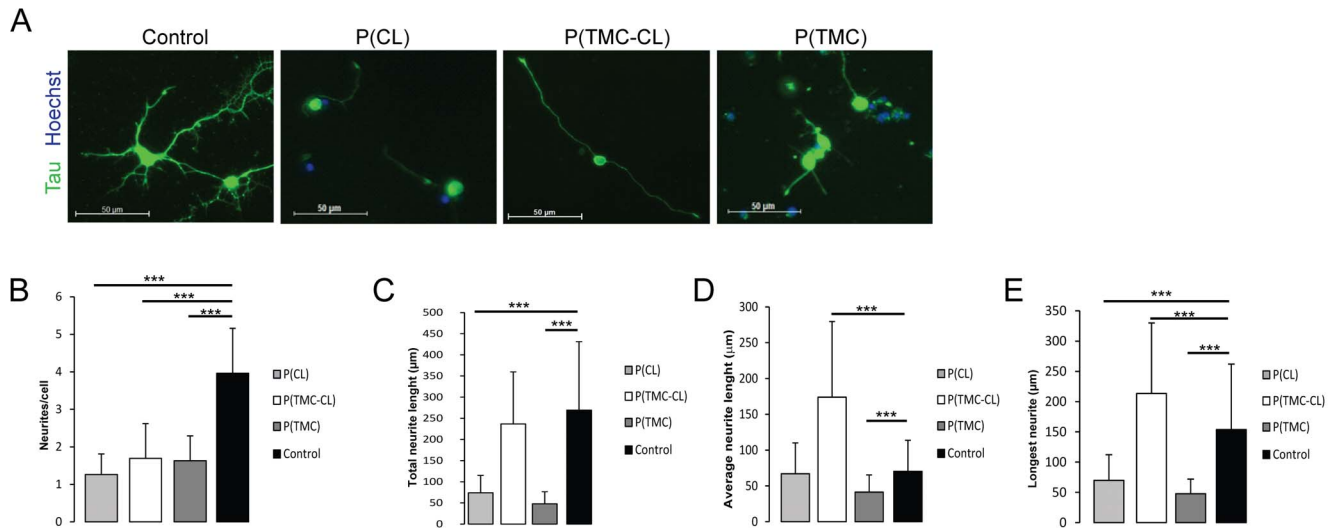 A
Control
P(CL)
P(TMC-CL)
P(TMC)
Tau Hoechst
50 µm
50 µm
50 µm
50 µm
B
Neurites/cell
6
5
4
3
2
1
0
***
***
***
P(CL)
P(TMC-CL)
P(TMC)
Control
C
Total neurite lenght (µm)
500
450
400
350
300
250
200
150
100
50
0
***
***
P(CL)
P(TMC-CL)
P(TMC)
Control
D
Average neurite lenght (µm)
300
250
200
150
100
50
0
***
***
P(CL)
P(TMC-CL)
P(TMC)
Control
E
Longest neurite (µm)
350
300
250
200
150
100
50
0
***
***
***
P(CL)
P(TMC-CL)
P(TMC)
Control